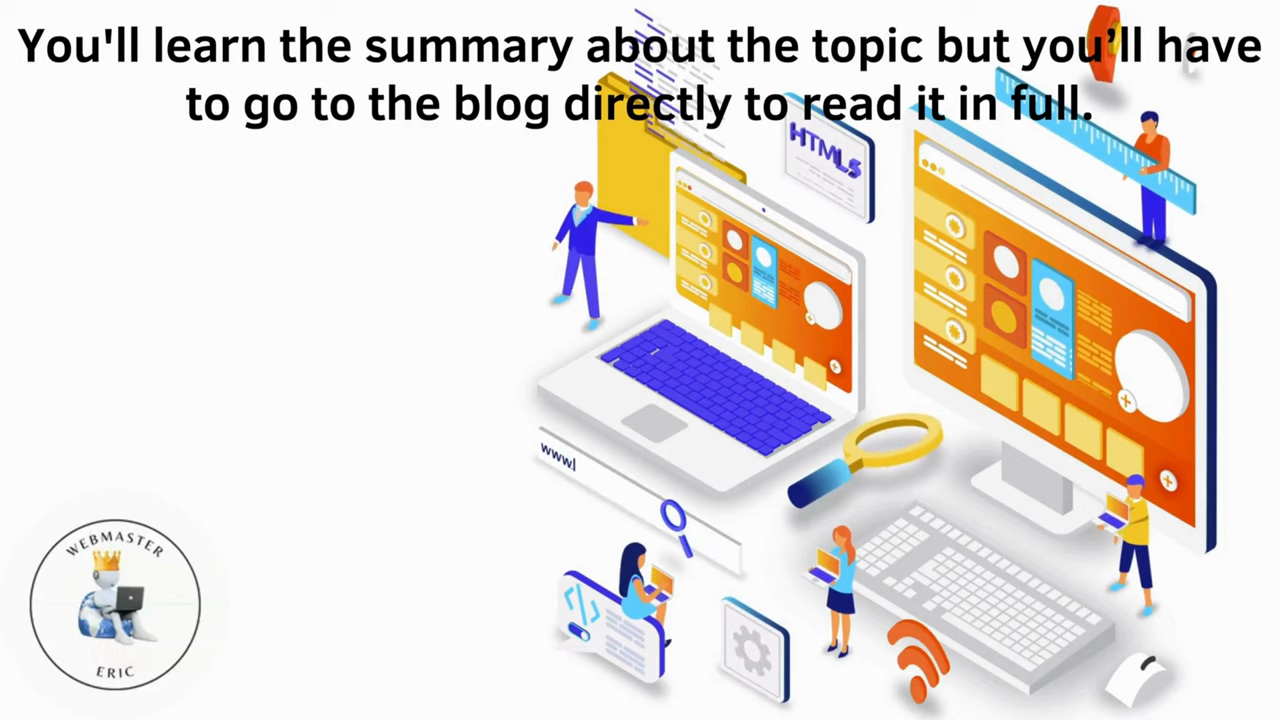 You'll learn the summary about the topic but you’ll have
to go to the blog directly to read it in full.
HTML5
www
WEBMASTER
ERIC